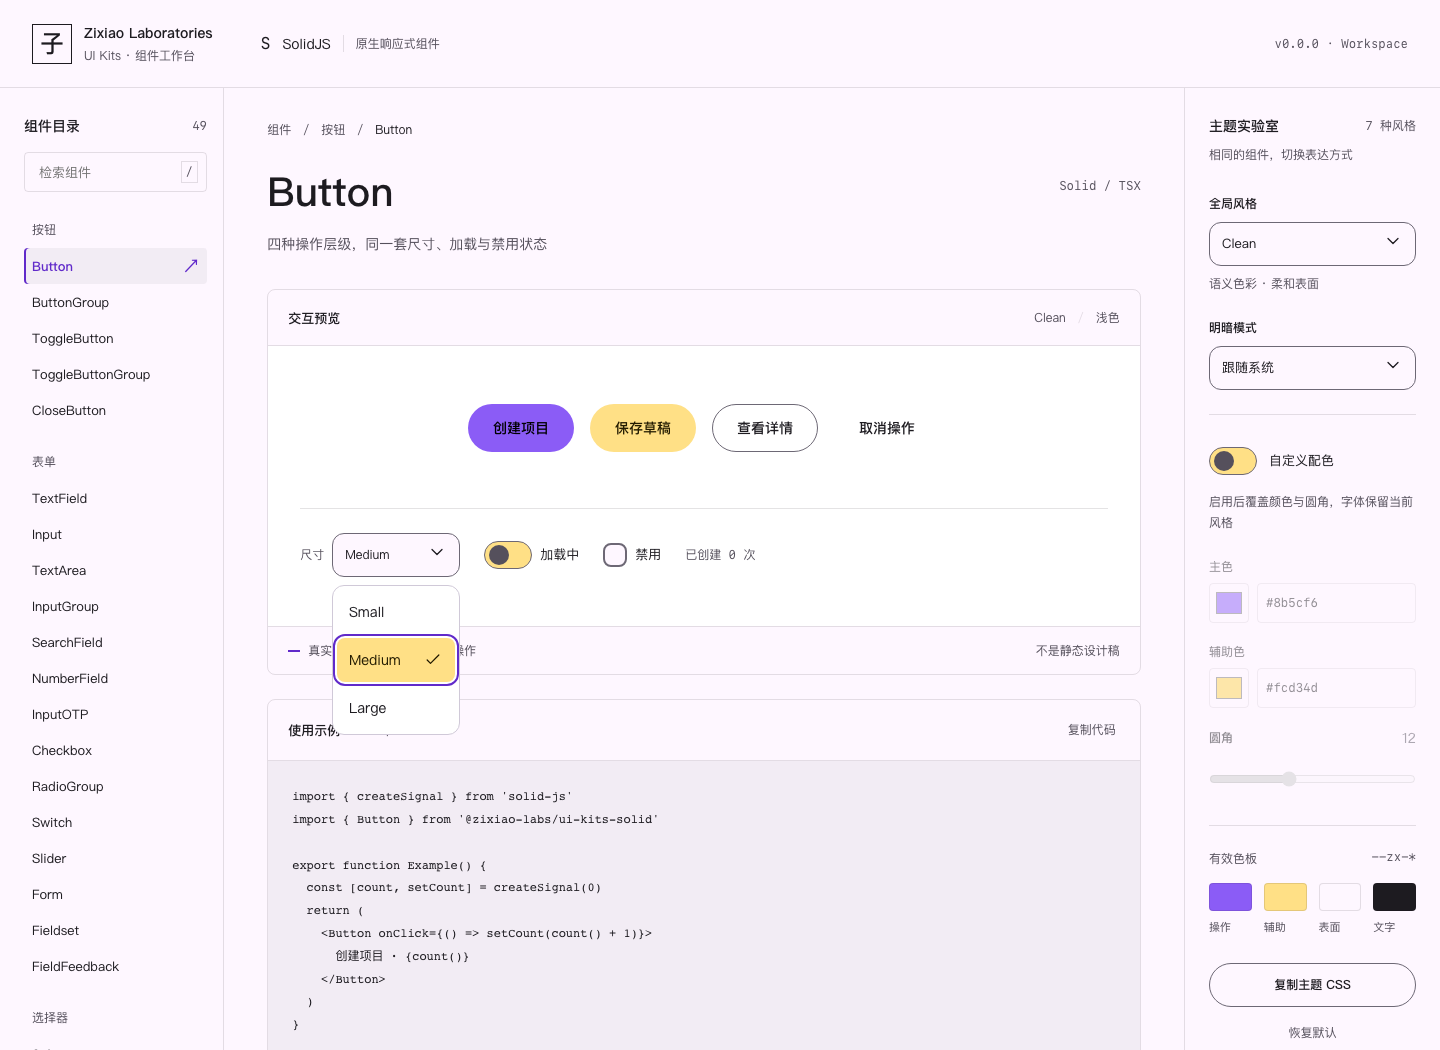 子
Zixiao Laboratories
UI Kits · 组件工作台
S SolidJS 原生响应式组件
v0.0.0 · Workspace
组件目录 49
检索组件 /
按钮
Button
ButtonGroup
ToggleButton
ToggleButtonGroup
CloseButton
表单
TextField
Input
TextArea
InputGroup
SearchField
NumberField
InputOTP
Checkbox
RadioGroup
Switch
Slider
Form
Fieldset
FieldFeedback
选择器
组件 / 按钮 / Button
Button
Solid / TSX
四种操作层级，同一套尺寸、加载与禁用状态
交互预览 Clean / 浅色
创建项目 保存草稿 查看详情 取消操作
尺寸 Medium 加载中 禁用 已创建 0 次
Small
Medium
Large
真实 操作 不是静态设计稿
使用示例 复制代码
import { createSignal } from 'solid-js'
import { Button } from '@zixiao-labs/ui-kits-solid'
export function Example() {
const [count, setCount] = createSignal(0)
return (
<Button onClick={() => setCount(count() + 1)}>
创建项目 · {count()}
</Button>
)
}
主题实验室 7 种风格
相同的组件，切换表达方式
全局风格
Clean
语义色彩 · 柔和表面
明暗模式
跟随系统
自定义配色
启用后覆盖颜色与圆角，字体保留当前
风格
主色
#8b5cf6
辅助色
#fcd34d
圆角 12
有效色板 --zx-*
操作 辅助 表面 文字
复制主题 CSS
恢复默认